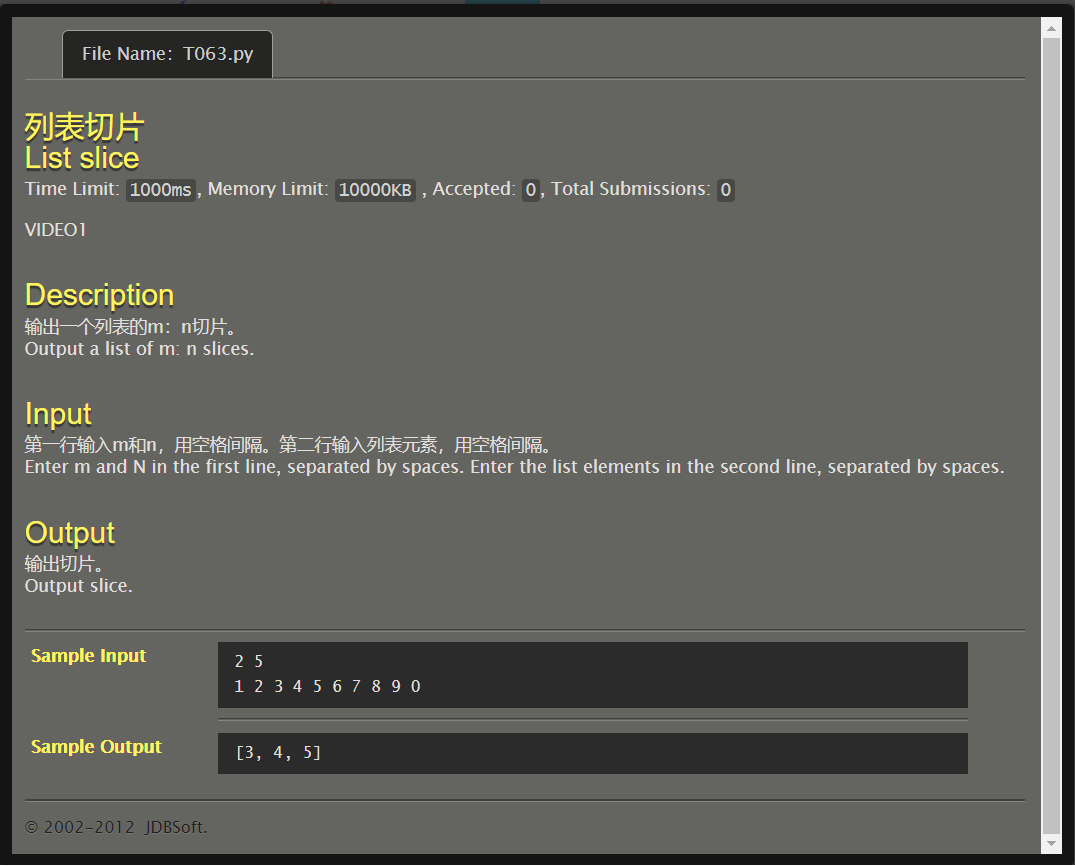 File Name: T063.py
列表切片
List slice
Time Limit: 1000ms, Memory Limit: 10000KB , Accepted: 0, Total Submissions: 0
VIDEO1
Description
输出一个列表的m：n切片。
Output a list of m: n slices.
Input
第一行输入m和n，用空格间隔。第二行输入列表元素，用空格间隔。
Enter m and N in the first line, separated by spaces. Enter the list elements in the second line, separated by spaces.
Output
输出切片。
Output slice.
Sample Input
2 5
1 2 3 4 5 6 7 8 9 0
Sample Output
[3, 4, 5]
© 2002-2012 JDBSoft.